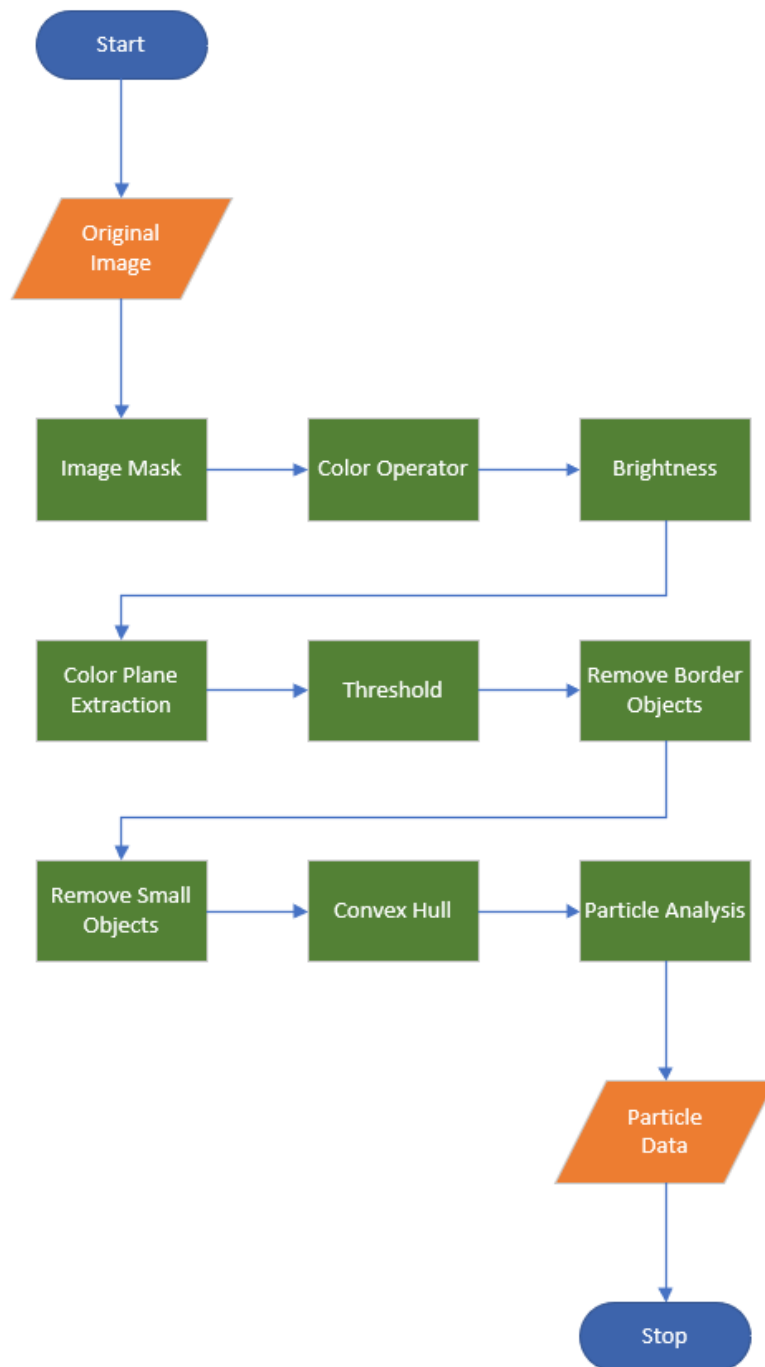 Start
Original
Image
Image Mask
Color Operator
Brightness
Color Plane
Extraction
Threshold
Remove Border
Objects
Remove Small
Objects
Convex Hull
Particle Analysis
Particle
Data
Stop